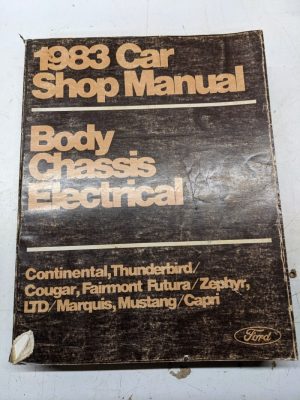 1983 Car
Shop Manual
Body
Chassis
Electrical
Continental, Thunderbird/
Cougar, Fairmont Futura/Zephyr,
LTD/Marquis, Mustang/Capri
Ford